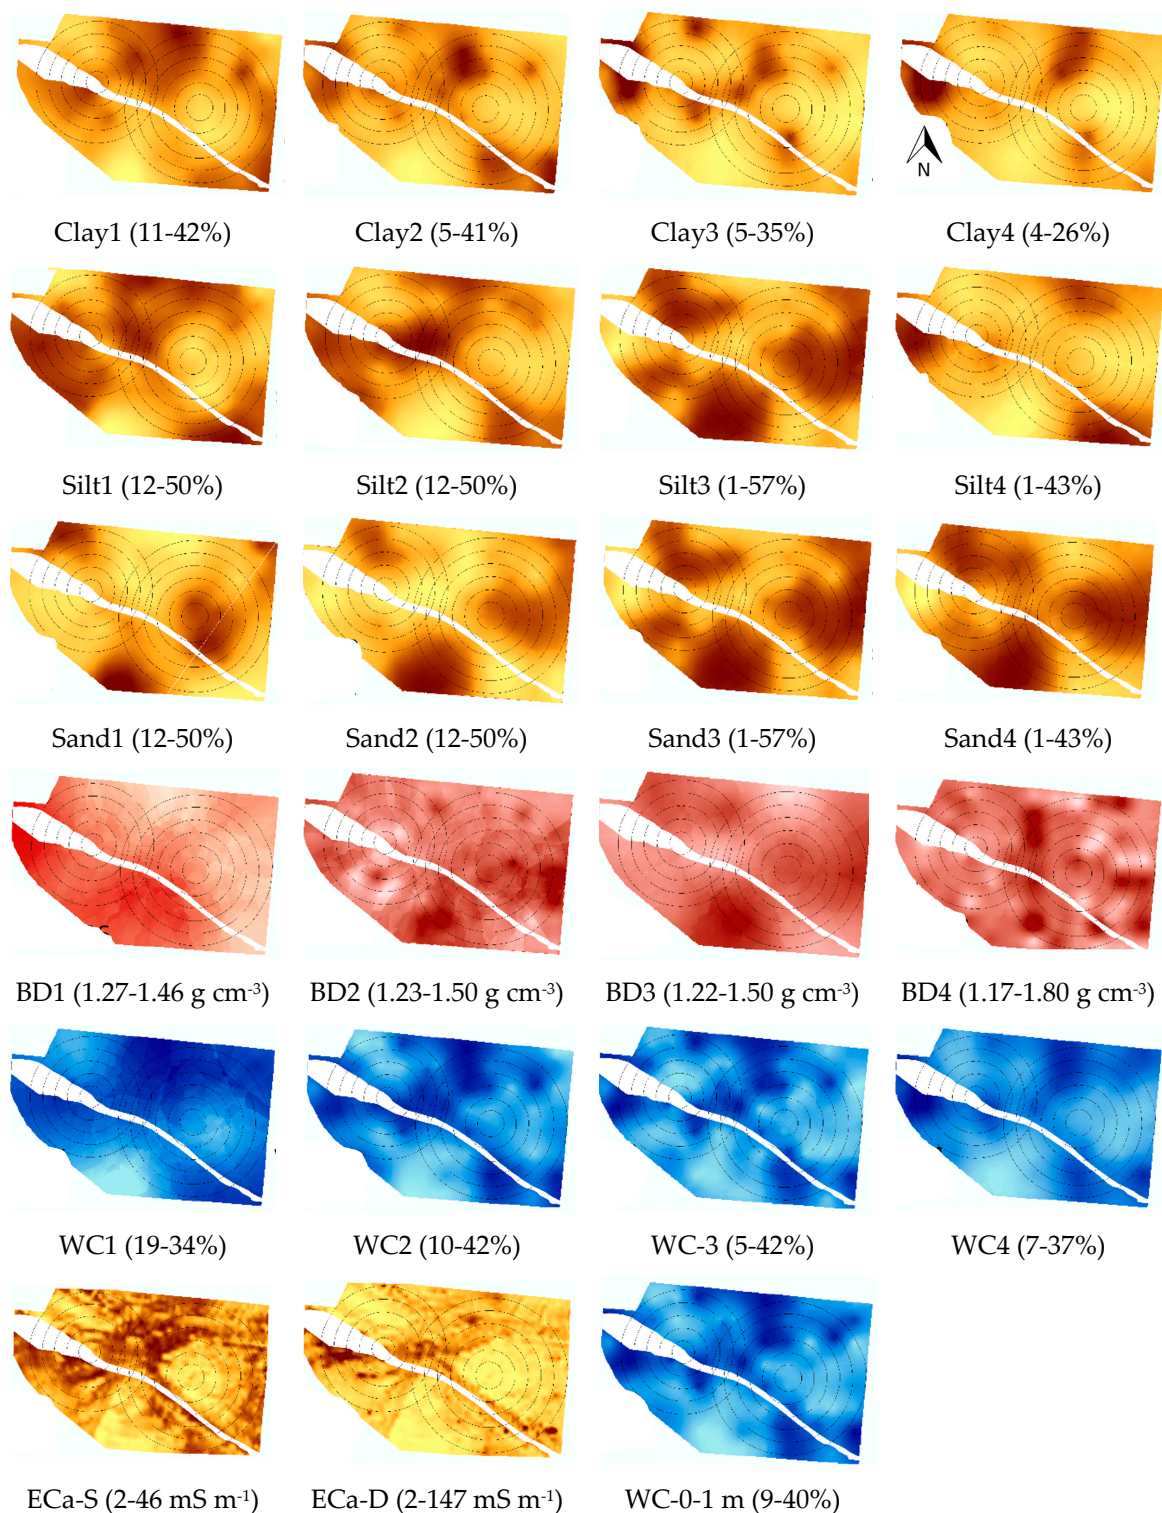 N
Clay1 (11-42%) Clay2 (5-41%) Clay3 (5-35%) Clay4 (4-26%)
Silt1 (12-50%) Silt2 (12-50%) Silt3 (1-57%) Silt4 (1-43%)
Sand1 (12-50%) Sand2 (12-50%) Sand3 (1-57%) Sand4 (1-43%)
BD1 (1.27-1.46 g cm⁻³) BD2 (1.23-1.50 g cm⁻³) BD3 (1.22-1.50 g cm⁻³) BD4 (1.17-1.80 g cm⁻³)
WC1 (19-34%) WC2 (10-42%) WC-3 (5-42%) WC4 (7-37%)
ECa-S (2-46 mS m⁻¹) ECa-D (2-147 mS m⁻¹) WC-0-1 m (9-40%)